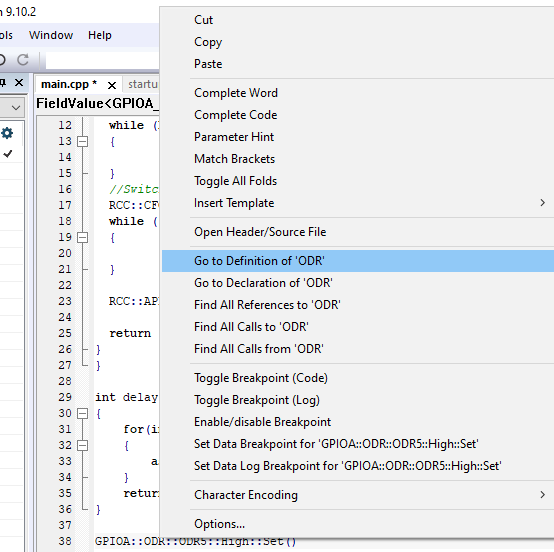 n 9.10.2
ols Window Help
main.cpp * startu
FieldValue<GPIOA_
12 while (
13 {
14
15 }
16 //Switc
17 RCC::CF
18 while (
19 {
20
21 }
22
23 RCC::AP
24
25 return
26 }
27 }
28
29 int delay
30 {
31 for(i
32 {
33 a
34 }
35 return
36 }
37
38 GPIOA::ODR::ODR5::High::Set()
Cut
Copy
Paste
Complete Word
Complete Code
Parameter Hint
Match Brackets
Toggle All Folds
Insert Template
Open Header/Source File
Go to Definition of 'ODR'
Go to Declaration of 'ODR'
Find All References to 'ODR'
Find All Calls to 'ODR'
Find All Calls from 'ODR'
Toggle Breakpoint (Code)
Toggle Breakpoint (Log)
Enable/disable Breakpoint
Set Data Breakpoint for 'GPIOA::ODR::ODR5::High::Set'
Set Data Log Breakpoint for 'GPIOA::ODR::ODR5::High::Set'
Character Encoding
Options...